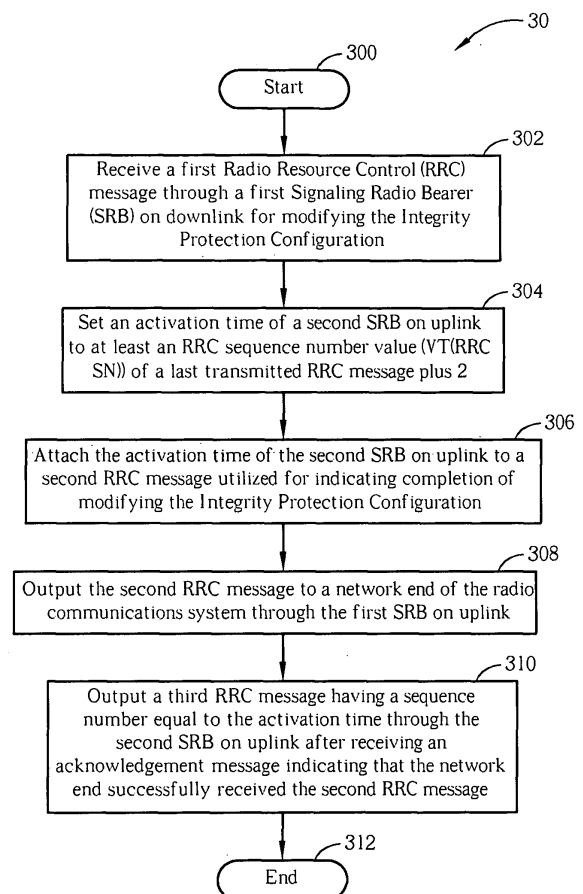 30
300
Start
302
Receive a first Radio Resource Control (RRC)
message through a first Signaling Radio Bearer
(SRB) on downlink for modifying the Integrity
Protection Configuration
304
Set an activation time of a second SRB on uplink
to at least an RRC sequence number value (VT(RRC
SN)) of a last transmitted RRC message plus 2
306
Attach the activation time of the second SRB on uplink to a
second RRC message utilized for indicating completion of
modifying the Integrity Protection Configuration
308
Output the second RRC message to a network end of the radio
communications system through the first SRB on uplink
310
Output a third RRC message having a sequence
number equal to the activation time through the
second SRB on uplink after receiving an
acknowledgement message indicating that the network
end successfully received the second RRC message
312
End